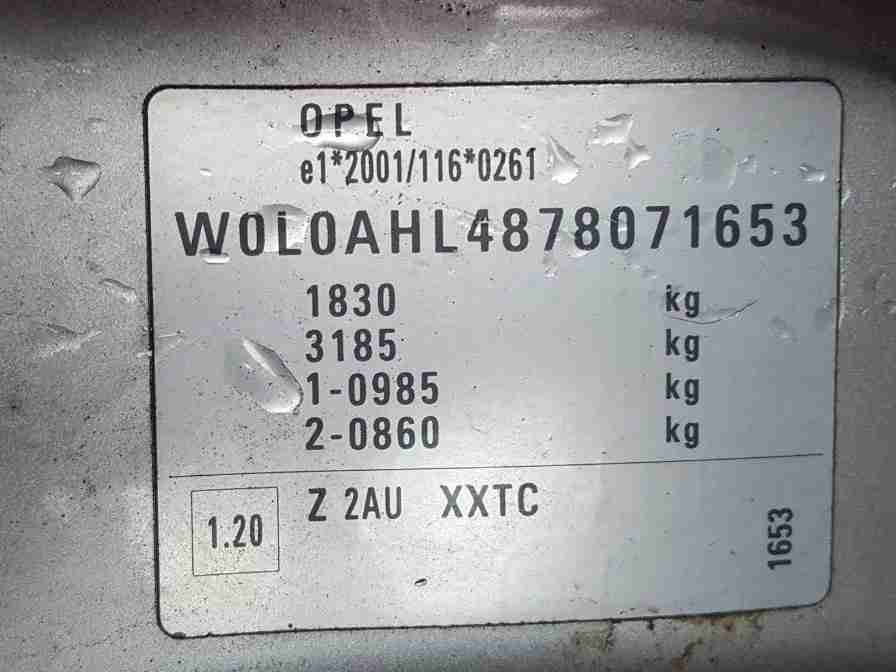 OPEL
e1*2001/116*0261
W0L0AHL4878071653
1830 kg
3185 kg
1-0985 kg
2-0860 kg
1.20 Z 2AU XXTC
1653